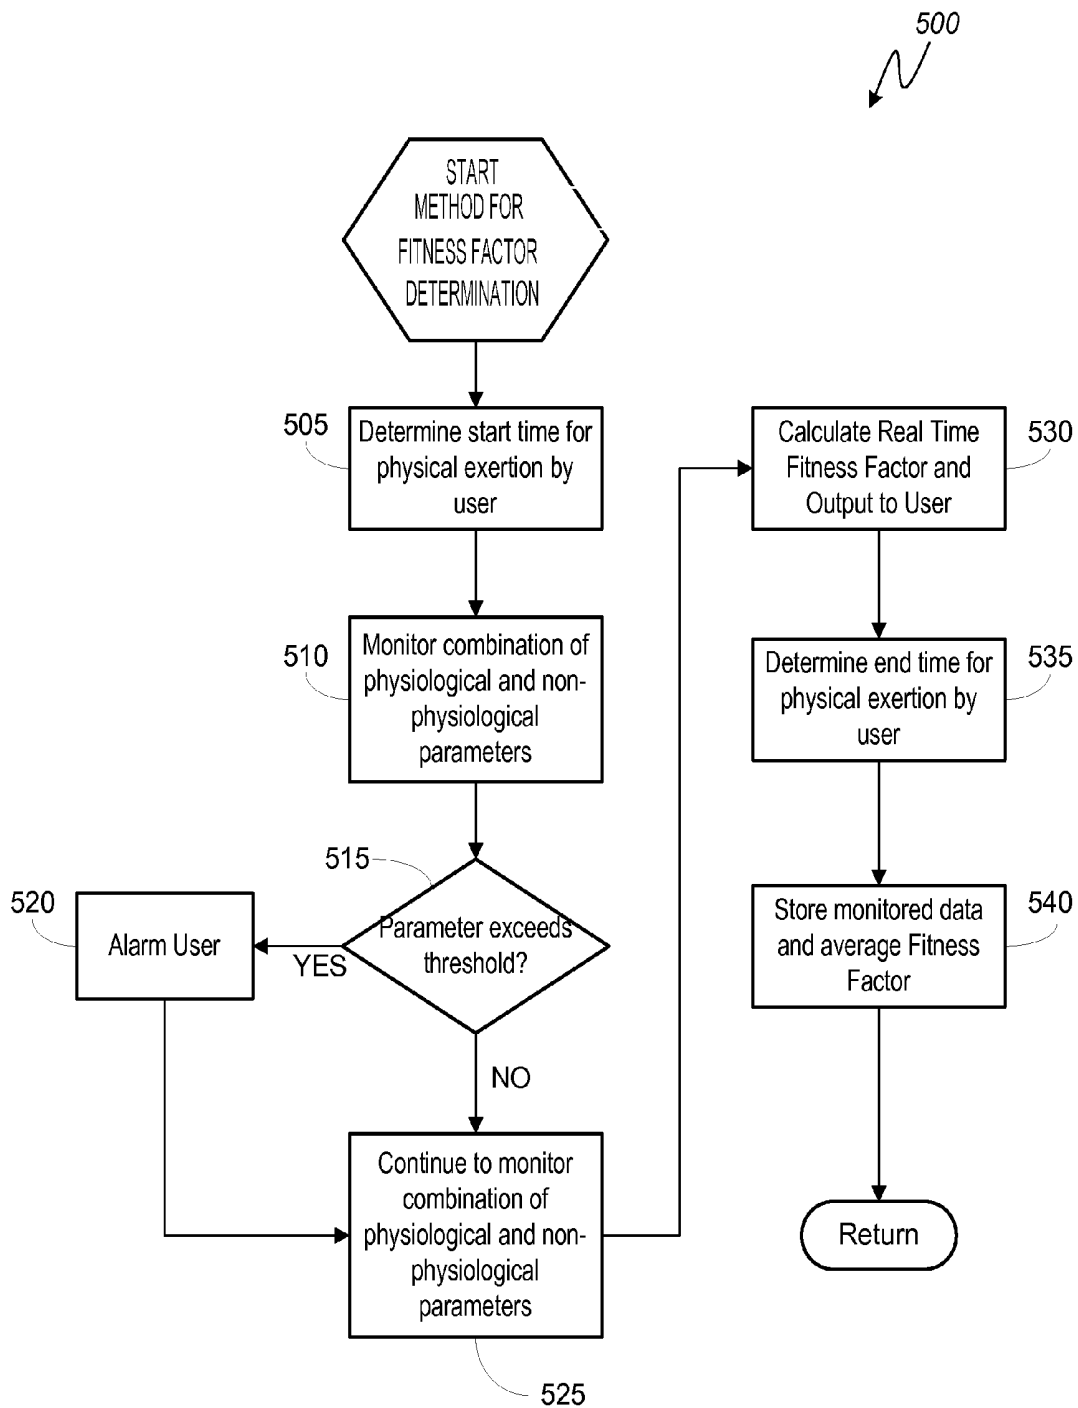 500
START
METHOD FOR
FITNESS FACTOR
DETERMINATION
505
Determine start time for
physical exertion by
user
510
Monitor combination of
physiological and non-
physiological
parameters
515
Parameter exceeds
threshold?
YES
NO
520
Alarm User
Continue to monitor
combination of
physiological and non-
physiological
parameters
525
530
Calculate Real Time
Fitness Factor and
Output to User
535
Determine end time for
physical exertion by
user
540
Store monitored data
and average Fitness
Factor
Return